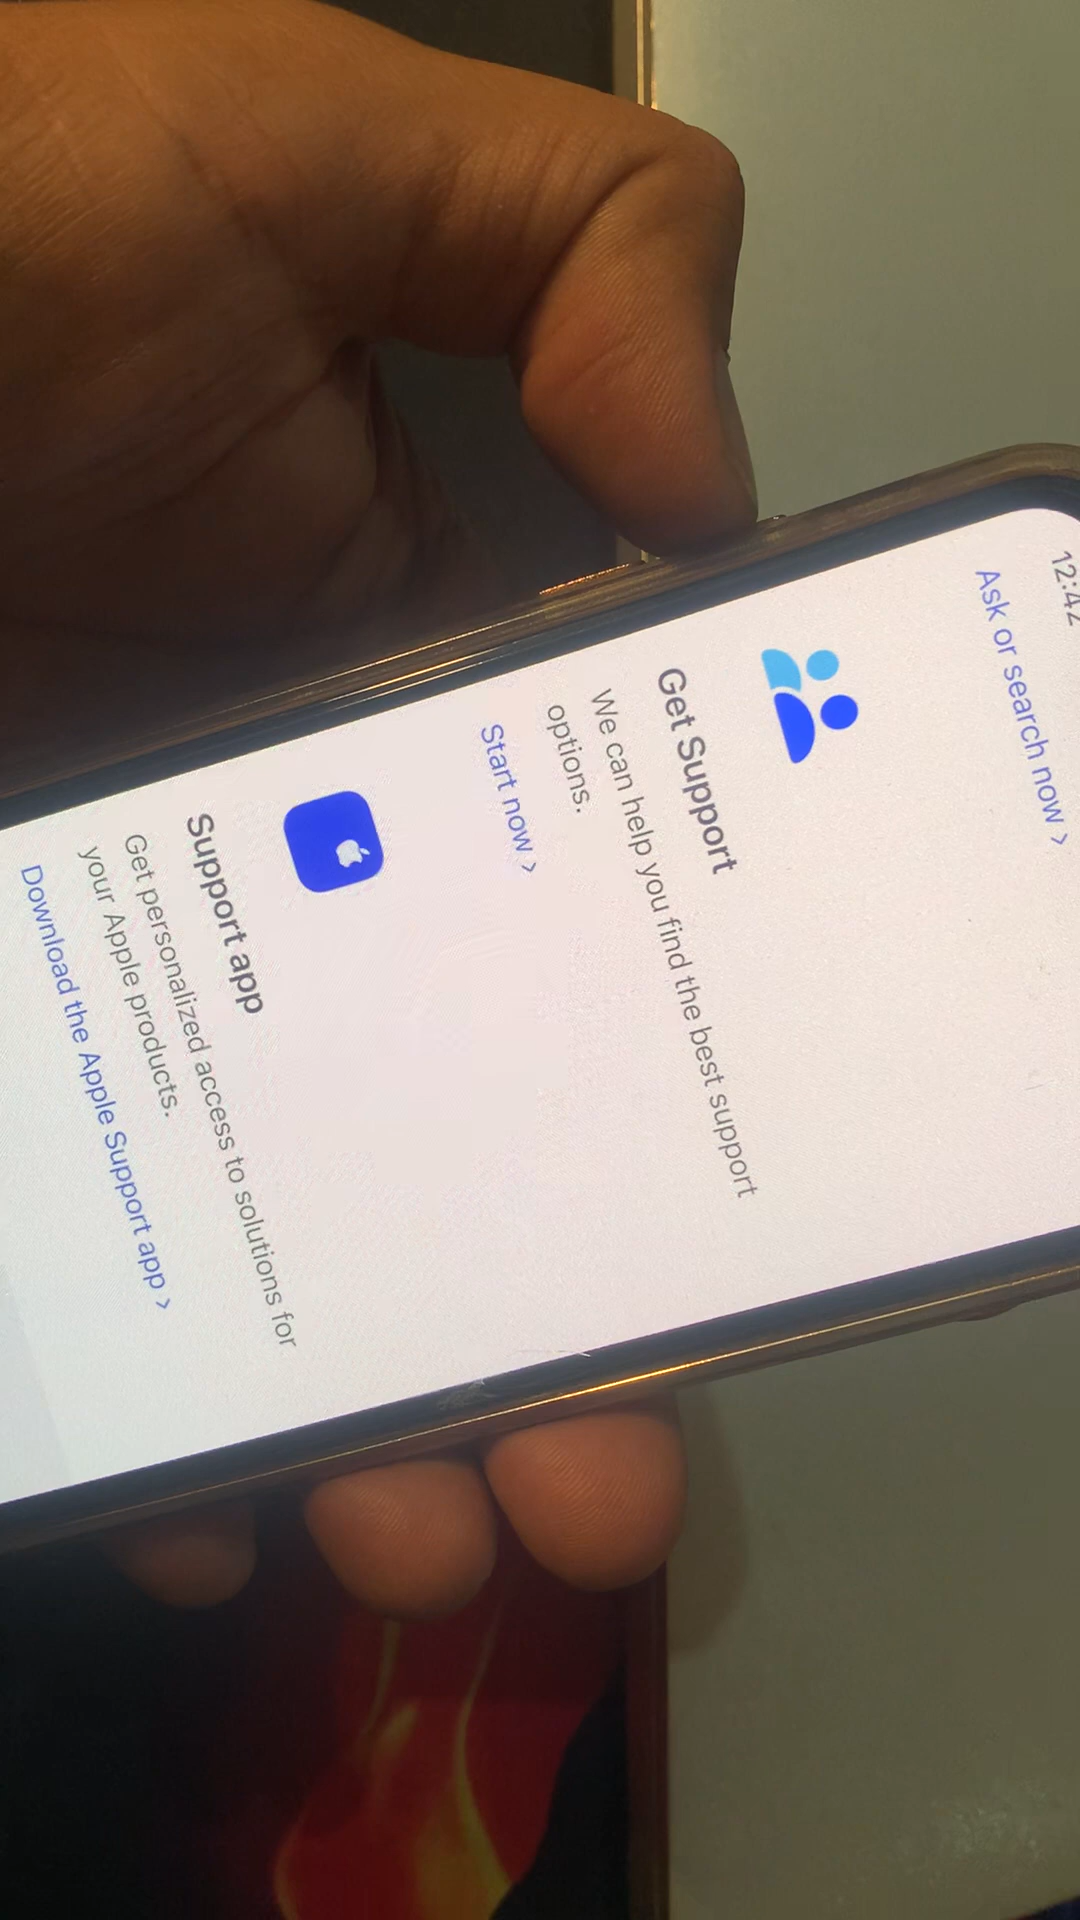 12:42
Ask or search now >
Get Support
We can help you find the best support
options.
Start now >
Support app
Get personalized access to solutions for
your Apple products.
Download the Apple Support app >